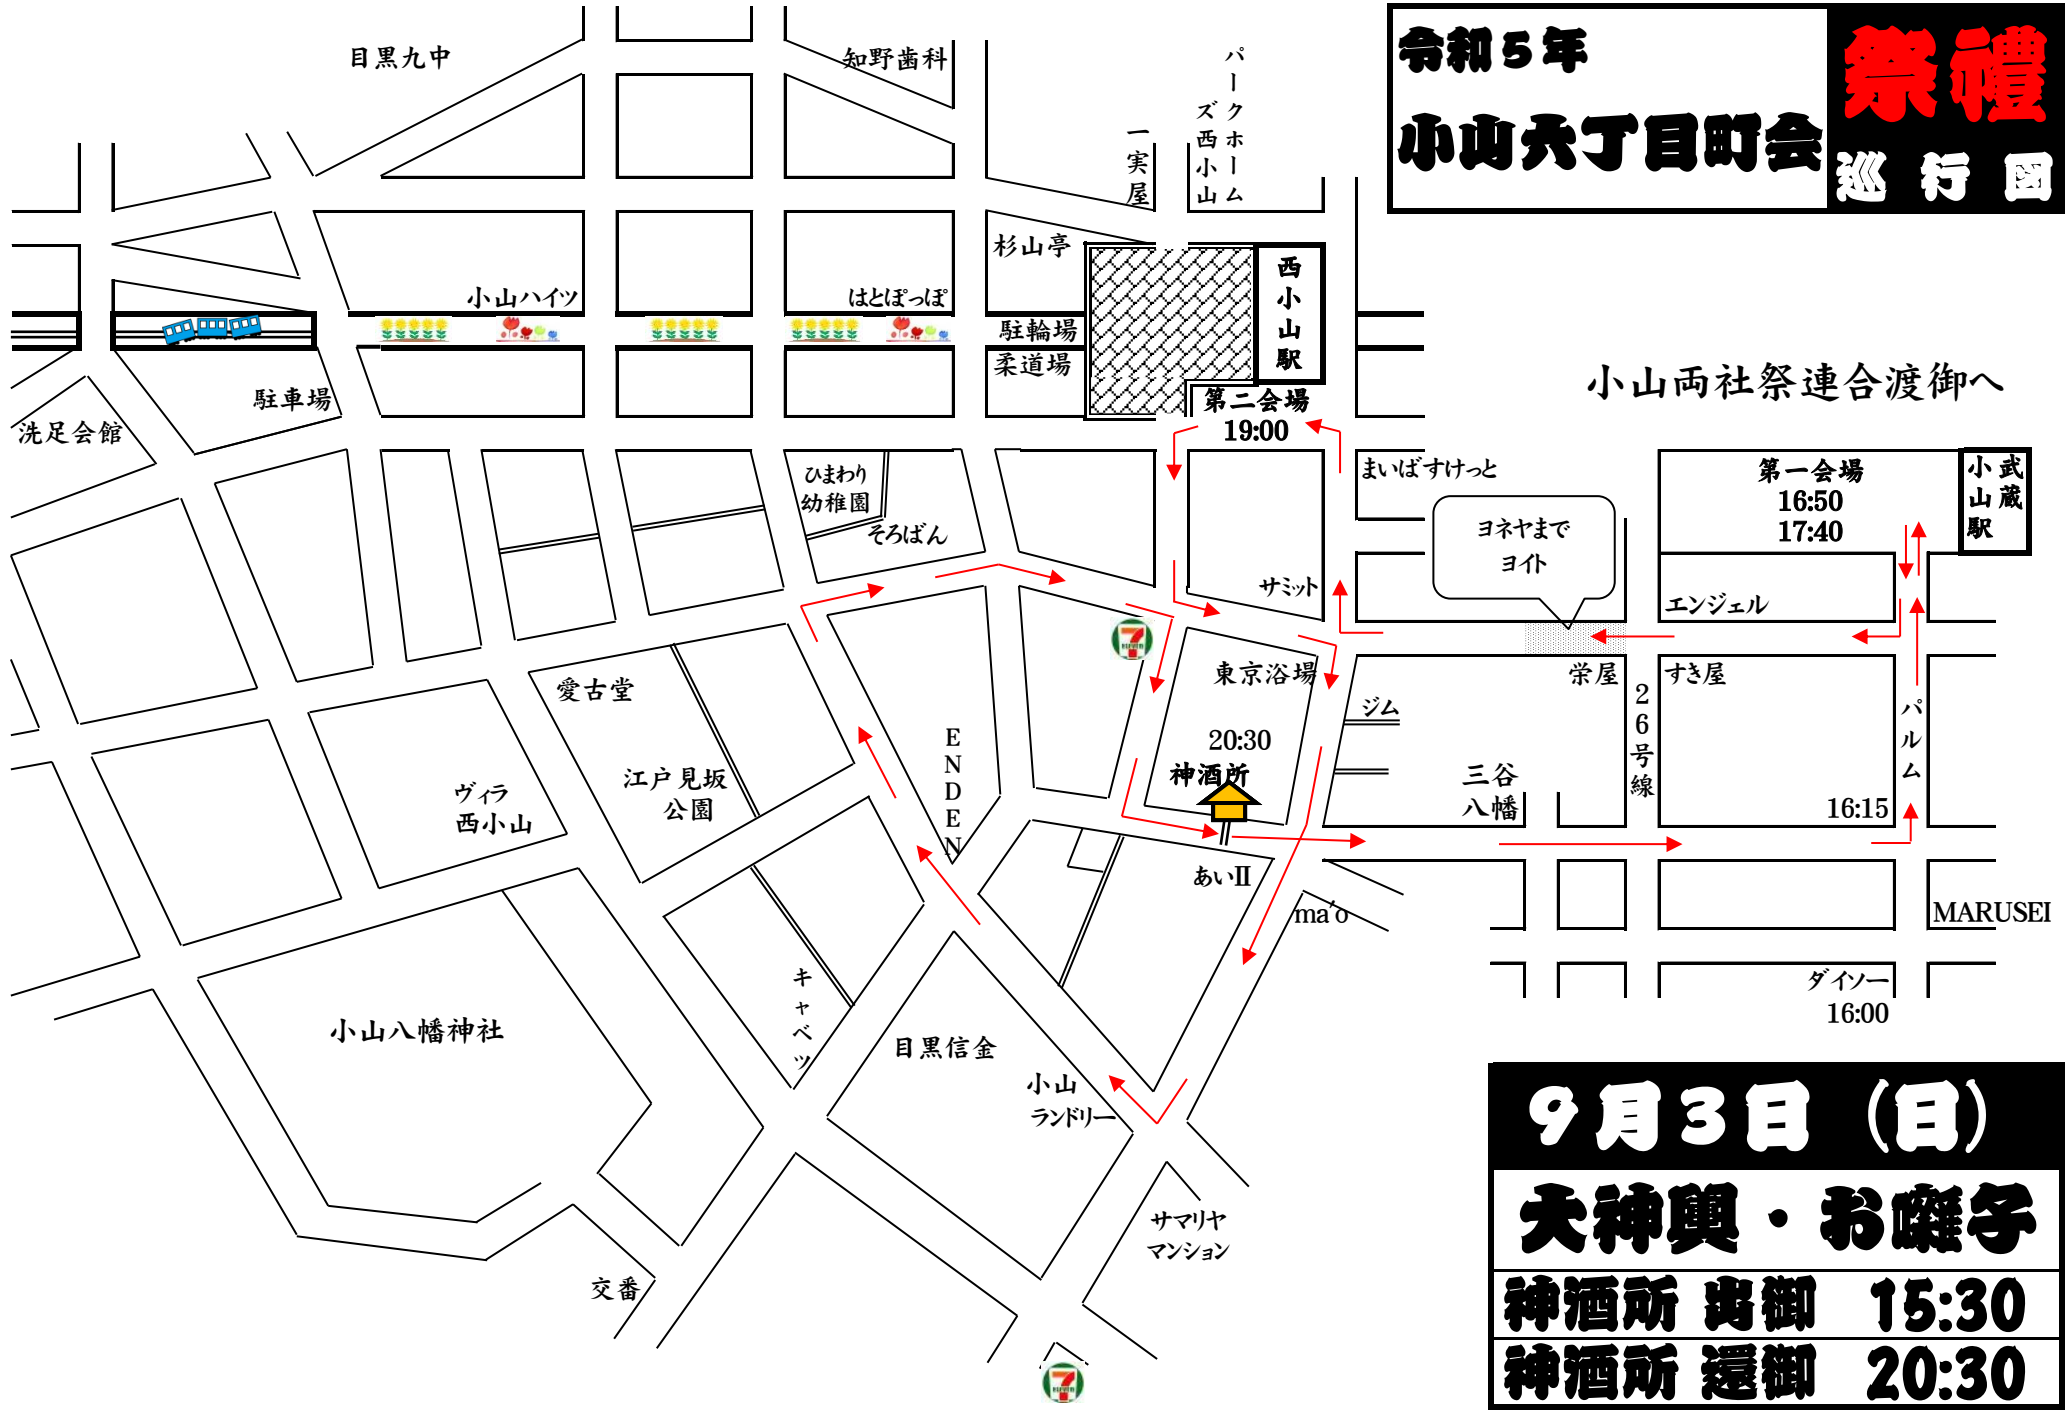 令和５年
小山六丁目町会
祭禮
巡行図
目黒九中
知野歯科
一実屋
パークホーム
ズ西小山
杉山亭
西小山駅
小山ハイツ
はとぽっぽ
駐輪場
柔道場
駐車場
洗足会館
第二会場
19:00
小山両社祭連合渡御へ
まいばすけっと
第一会場
16:50
17:40
武蔵
小山駅
ひまわり
幼稚園
そろばん
ヨネヤまで
ヨイト
サミット
エンジェル
東京浴場
愛古堂
栄屋
すき屋
26号線
パルム
ジム
20:30
神酒所
ENDEN
江戸見坂
公園
ヴィラ
西小山
三谷
八幡
16:15
あいⅡ
ma'o
MARUSEI
ダイソー
16:00
キャベツ
小山八幡神社
目黒信金
小山
ランドリー
サマリヤ
マンション
交番
9月3日（日）
大神輿・お囃子
神酒所 出御 15:30
神酒所 還御 20:30